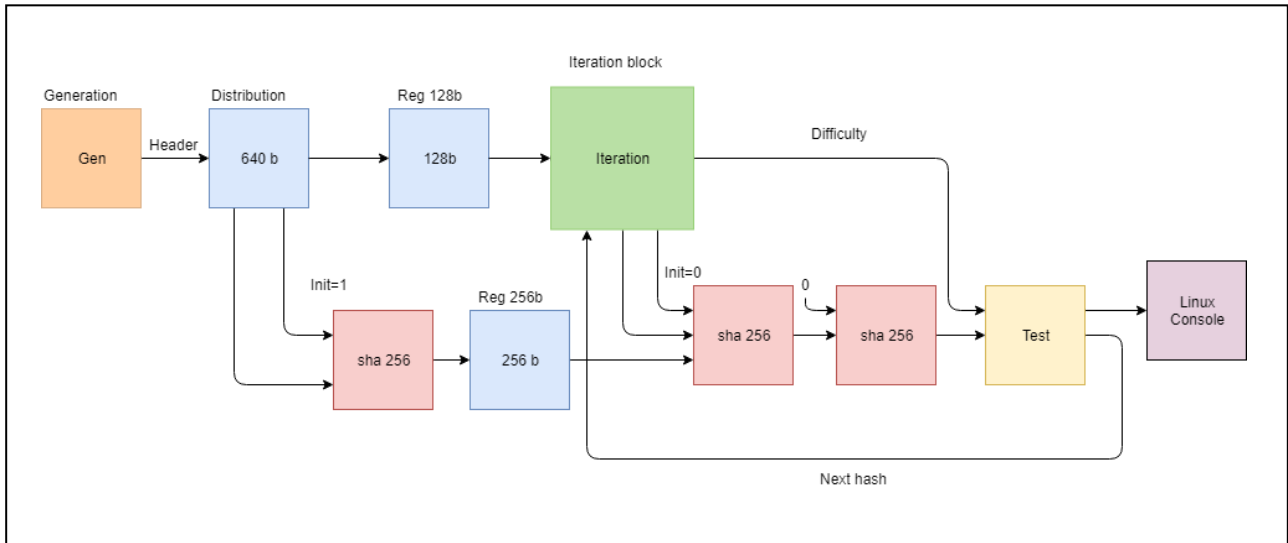 Iteration block
Generation
Distribution
Reg 128b
Gen
Header
640 b
128b
Iteration
Difficulty
Init=1
Reg 256b
Init=0
0
sha 256
256 b
sha 256
sha 256
Test
Linux
Console
Next hash